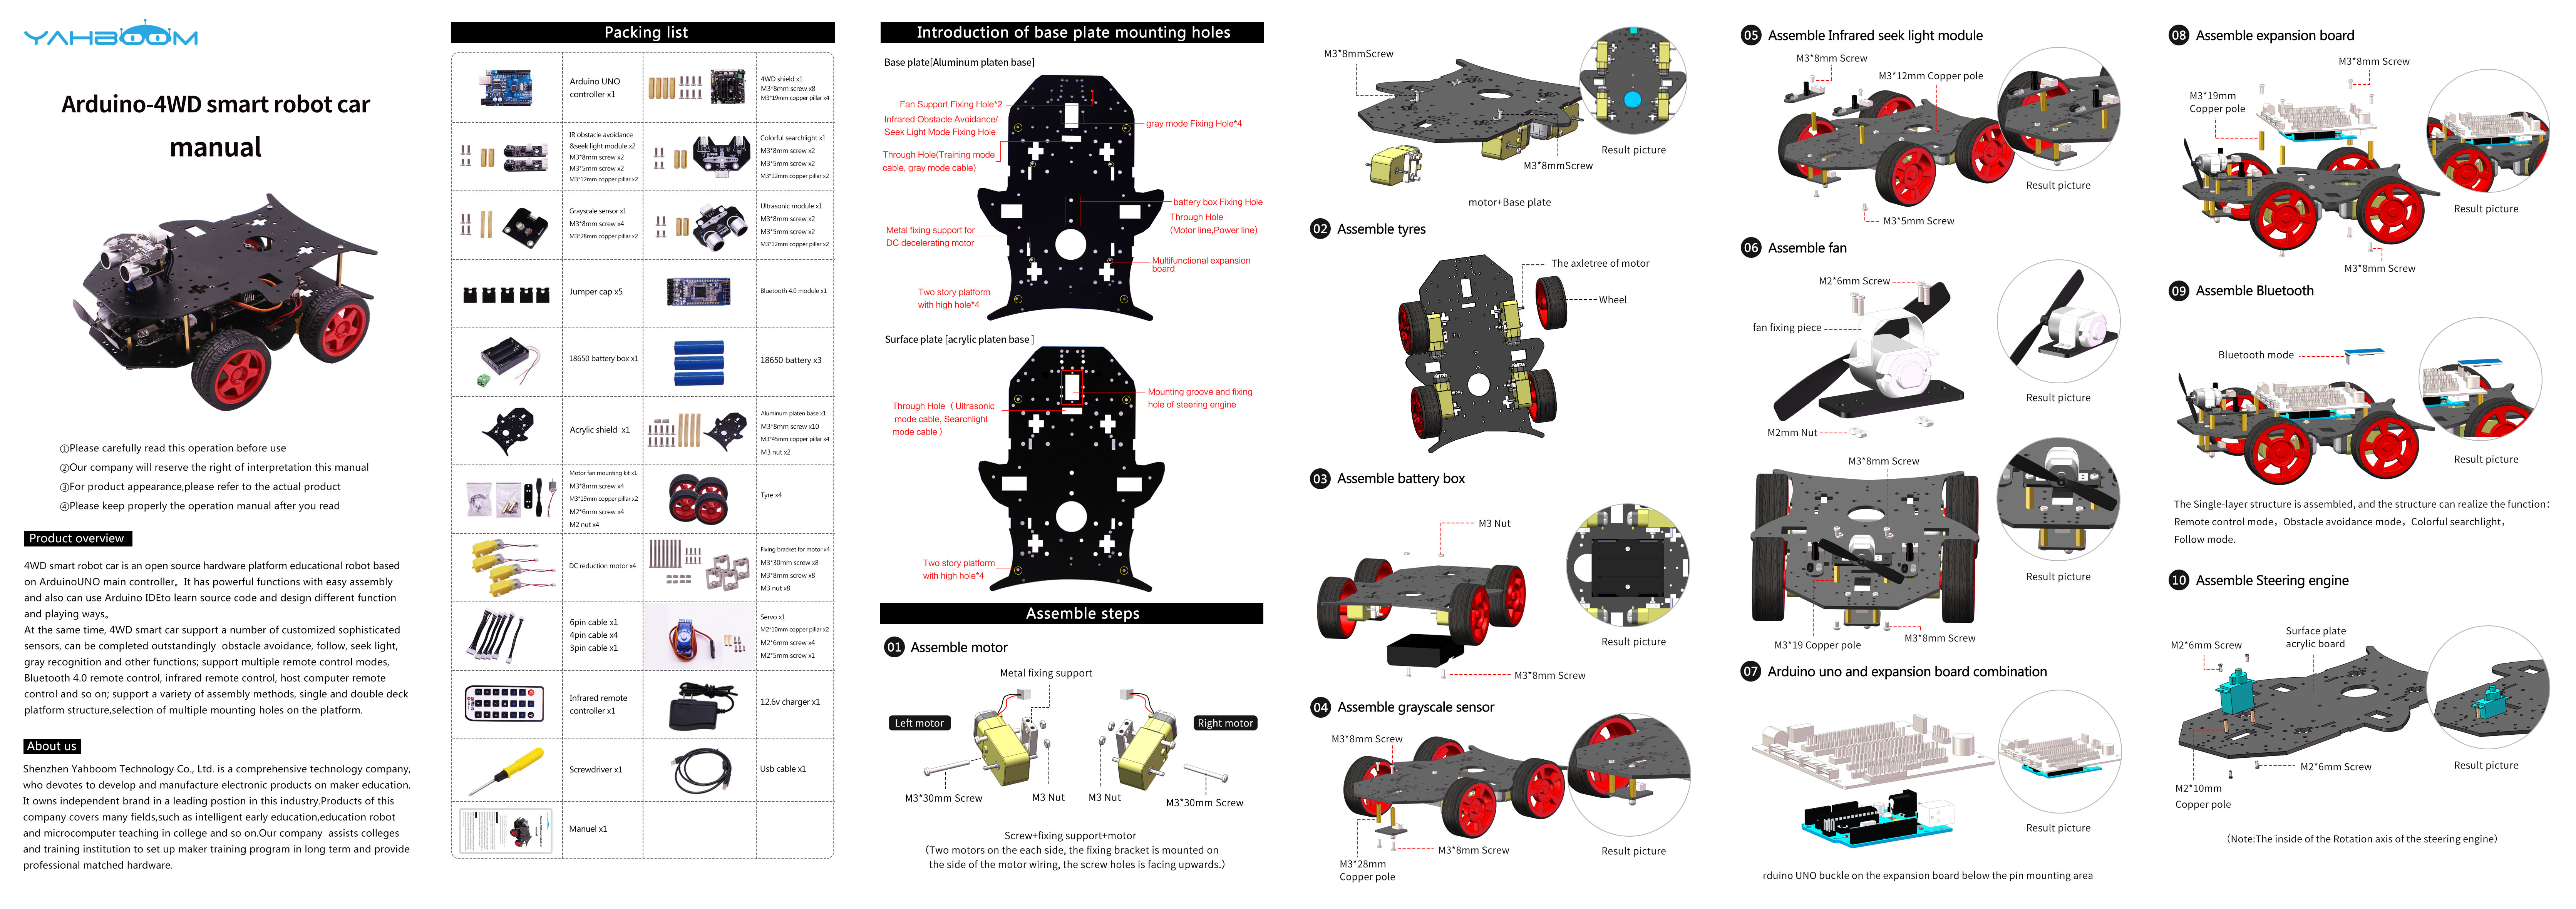 YAHBOOM
Arduino-4WD smart robot car
manual
①Please carefully read this operation before use
②Our company will reserve the right of interpretation this manual
③For product appearance,please refer to the actual product
④Please keep properly the operation manual after you read
Product overview
4WD smart robot car is an open source hardware platform educational robot based
on ArduinoUNO main controller。It has powerful functions with easy assembly
and also can use Arduino IDEto learn source code and design different function
and playing ways。
At the same time, 4WD smart car support a number of customized sophisticated
sensors, can be completed outstandingly obstacle avoidance, follow, seek light,
gray recognition and other functions; support multiple remote control modes,
Bluetooth 4.0 remote control, infrared remote control, host computer remote
control and so on; support a variety of assembly methods, single and double deck
platform structure,selection of multiple mounting holes on the platform.
About us
Shenzhen Yahboom Technology Co., Ltd. is a comprehensive technology company,
who devotes to develop and manufacture electronic products on maker education.
It owns independent brand in a leading postion in this industry.Products of this
company covers many fields,such as intelligent early education,education robot
and microcomputer teaching in college and so on.Our company assists colleges
and training institution to set up maker training program in long term and provide
professional matched hardware.
Packing list
Arduino UNO
controller x1
4WD shield x1
M3*8mm screw x8
M3*19mm copper pillar x4
IR obstacle avoidance
&seek light module x2
M3*8mm screw x2
M3*5mm screw x2
M3*12mm copper pillar x2
Colorful searchlight x1
M3*8mm screw x2
M3*5mm screw x2
M3*12mm copper pillar x2
Grayscale sensor x1
M3*8mm screw x4
M3*28mm copper pillar x2
Ultrasonic module x1
M3*8mm screw x2
M3*5mm screw x2
M3*12mm copper pillar x2
Jumper cap x5
Bluetooth 4.0 module x1
18650 battery box x1
18650 battery x3
Acrylic shield x1
Aluminum platen base x1
M3*8mm screw x10
M3*45mm copper pillar x4
M3 nut x2
Motor fan mounting kit x1
M3*8mm screw x4
M3*19mm copper pillar x2
M2*6mm screw x4
M2 nut x4
Tyre x4
DC reduction motor x4
Fixing bracket for motor x4
M3*30mm screw x8
M3*8mm screw x8
M3 nut x8
6pin cable x1
4pin cable x4
3pin cable x1
Servo x1
M2*10mm copper pillar x2
M2*6mm screw x4
M2*5mm screw x1
Infrared remote
controller x1
12.6v charger x1
Screwdriver x1
Usb cable x1
Manuel x1
Introduction of base plate mounting holes
Base plate[Aluminum platen base]
Fan Support Fixing Hole*2
Infrared Obstacle Avoidance/
Seek Light Mode Fixing Hole
Through Hole(Training mode
cable, gray mode cable)
gray mode Fixing Hole*4
battery box Fixing Hole
Through Hole
(Motor line,Power line)
Metal fixing support for
DC decelerating motor
Multifunctional expansion
board
Two story platform
with high hole*4
Surface plate [acrylic platen base ]
Through Hole（Ultrasonic
mode cable, Searchlight
mode cable ）
Mounting groove and fixing
hole of steering engine
Two story platform
with high hole*4
Assemble steps
01 Assemble motor
Metal fixing support
Left motor
Right motor
M3*30mm Screw
M3 Nut
M3 Nut
M3*30mm Screw
Screw+fixing support+motor
（Two motors on the each side, the fixing bracket is mounted on
the side of the motor wiring, the screw holes is facing upwards.）
M3*8mmScrew
M3*8mmScrew
Result picture
motor+Base plate
02 Assemble tyres
The axletree of motor
Wheel
03 Assemble battery box
M3 Nut
Result picture
M3*8mm Screw
04 Assemble grayscale sensor
M3*8mm Screw
M3*8mm Screw
M3*28mm
Copper pole
Result picture
05 Assemble Infrared seek light module
M3*8mm Screw
M3*12mm Copper pole
Result picture
M3*5mm Screw
06 Assemble fan
M2*6mm Screw
fan fixing piece
M2mm Nut
Result picture
M3*8mm Screw
Result picture
M3*19 Copper pole
M3*8mm Screw
07 Arduino uno and expansion board combination
Result picture
rduino UNO buckle on the expansion board below the pin mounting area
08 Assemble expansion board
M3*8mm Screw
M3*19mm
Copper pole
Result picture
M3*8mm Screw
09 Assemble Bluetooth
Bluetooth mode
Result picture
The Single-layer structure is assembled, and the structure can realize the function：
Remote control mode，Obstacle avoidance mode，Colorful searchlight，
Follow mode.
10 Assemble Steering engine
M2*6mm Screw
Surface plate
acrylic board
M2*6mm Screw
M2*10mm
Copper pole
Result picture
（Note:The inside of the Rotation axis of the steering engine）